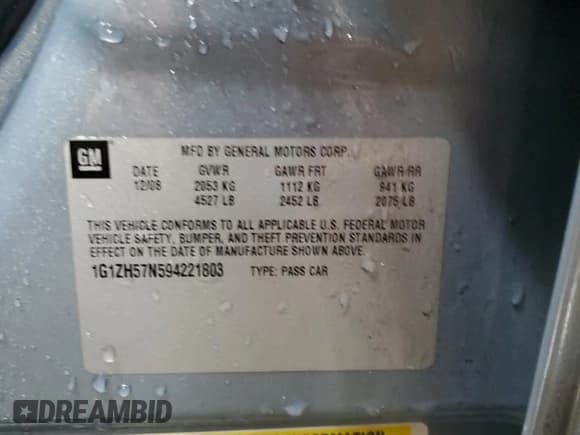 GM
MFD BY GENERAL MOTORS CORP.
DATE GVWR GAWR FRT GAWR RR
12/08 2053 KG 1112 KG 941 KG
4527 LB 2452 LB 2075 LB
THIS VEHICLE CONFORMS TO ALL APPLICABLE U.S. FEDERAL MOTOR
VEHICLE SAFETY, BUMPER, AND THEFT PREVENTION STANDARDS IN
EFFECT ON THE DATE OF MANUFACTURE SHOWN ABOVE.
1G1ZH57N594221803 TYPE: PASS CAR
DREAMBID
INFORMATION